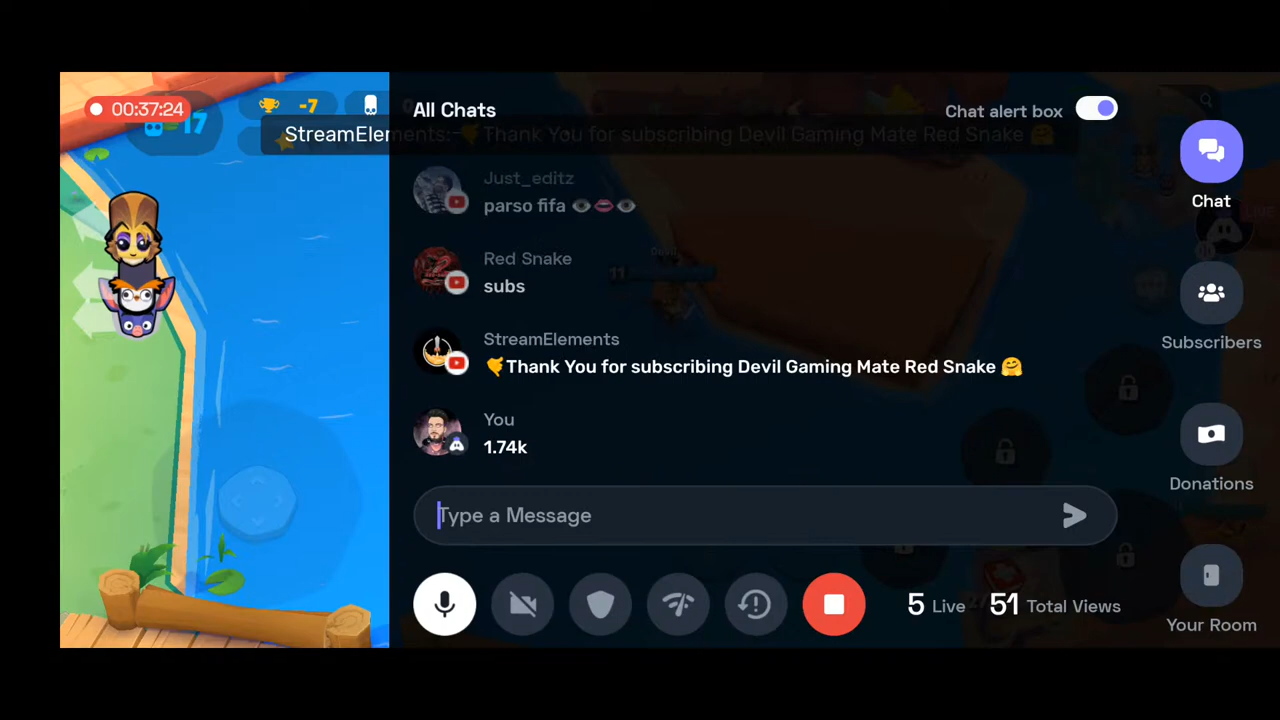 00:37:24
-7
17
StreamElements: 🤙Thank You for subscribing Devil Gaming Mate Red Snake 🤗
All Chats
Chat alert box
Just_editz
parso fifa 👁️👄👁️
Red Snake
subs
StreamElements
🤙Thank You for subscribing Devil Gaming Mate Red Snake 🤗
You
1.74k
Type a Message
5 Live 51 Total Views
Chat
Subscribers
Donations
Your Room
Devil
11